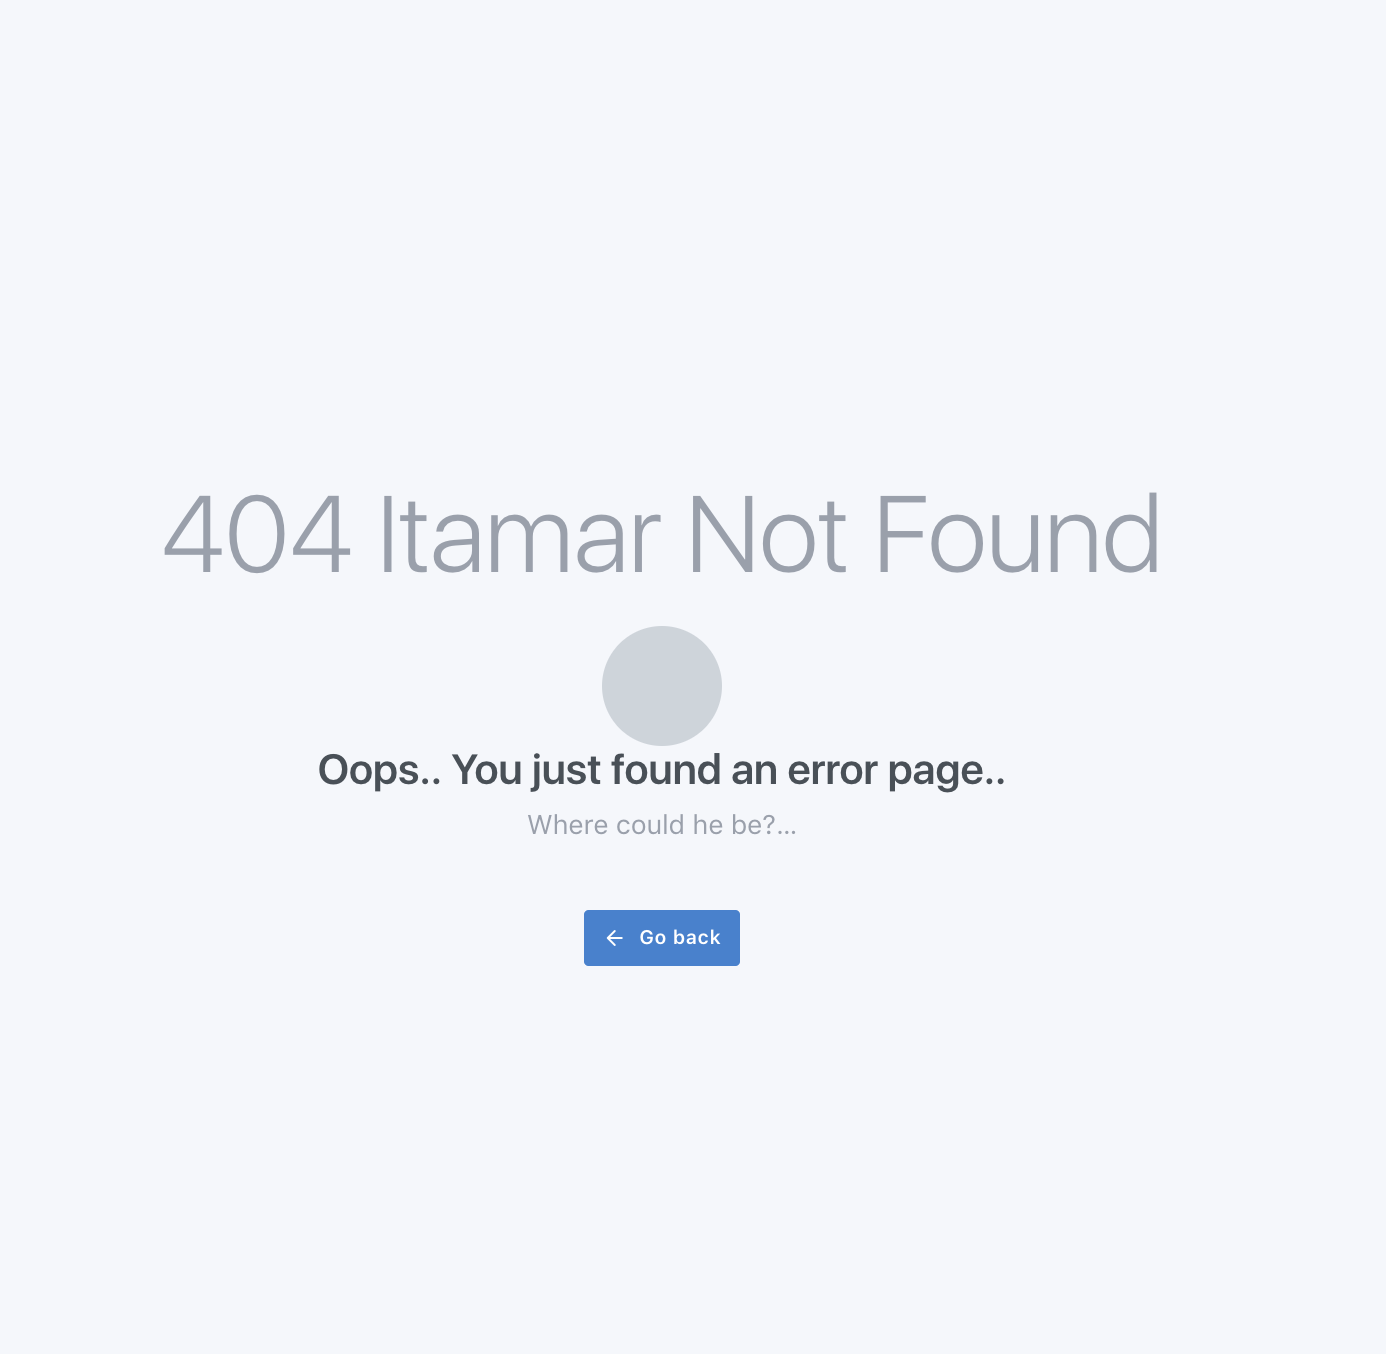 404 Itamar Not Found
Oops.. You just found an error page..
Where could he be?...
Go back